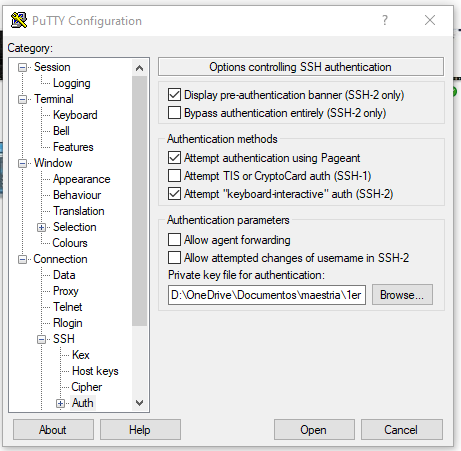 PuTTY Configuration
?
Category:
Session
Logging
Terminal
Keyboard
Bell
Features
Window
Appearance
Behaviour
Translation
Selection
Colours
Connection
Data
Proxy
Telnet
Rlogin
SSH
Kex
Host keys
Cipher
Auth
Options controlling SSH authentication
Display pre-authentication banner (SSH-2 only)
Bypass authentication entirely (SSH-2 only)
Authentication methods
Attempt authentication using Pageant
Attempt TIS or CryptoCard auth (SSH-1)
Attempt "keyboard-interactive" auth (SSH-2)
Authentication parameters
Allow agent forwarding
Allow attempted changes of username in SSH-2
Private key file for authentication:
D:\OneDrive\Documentos\maestria\1er
Browse...
About
Help
Open
Cancel